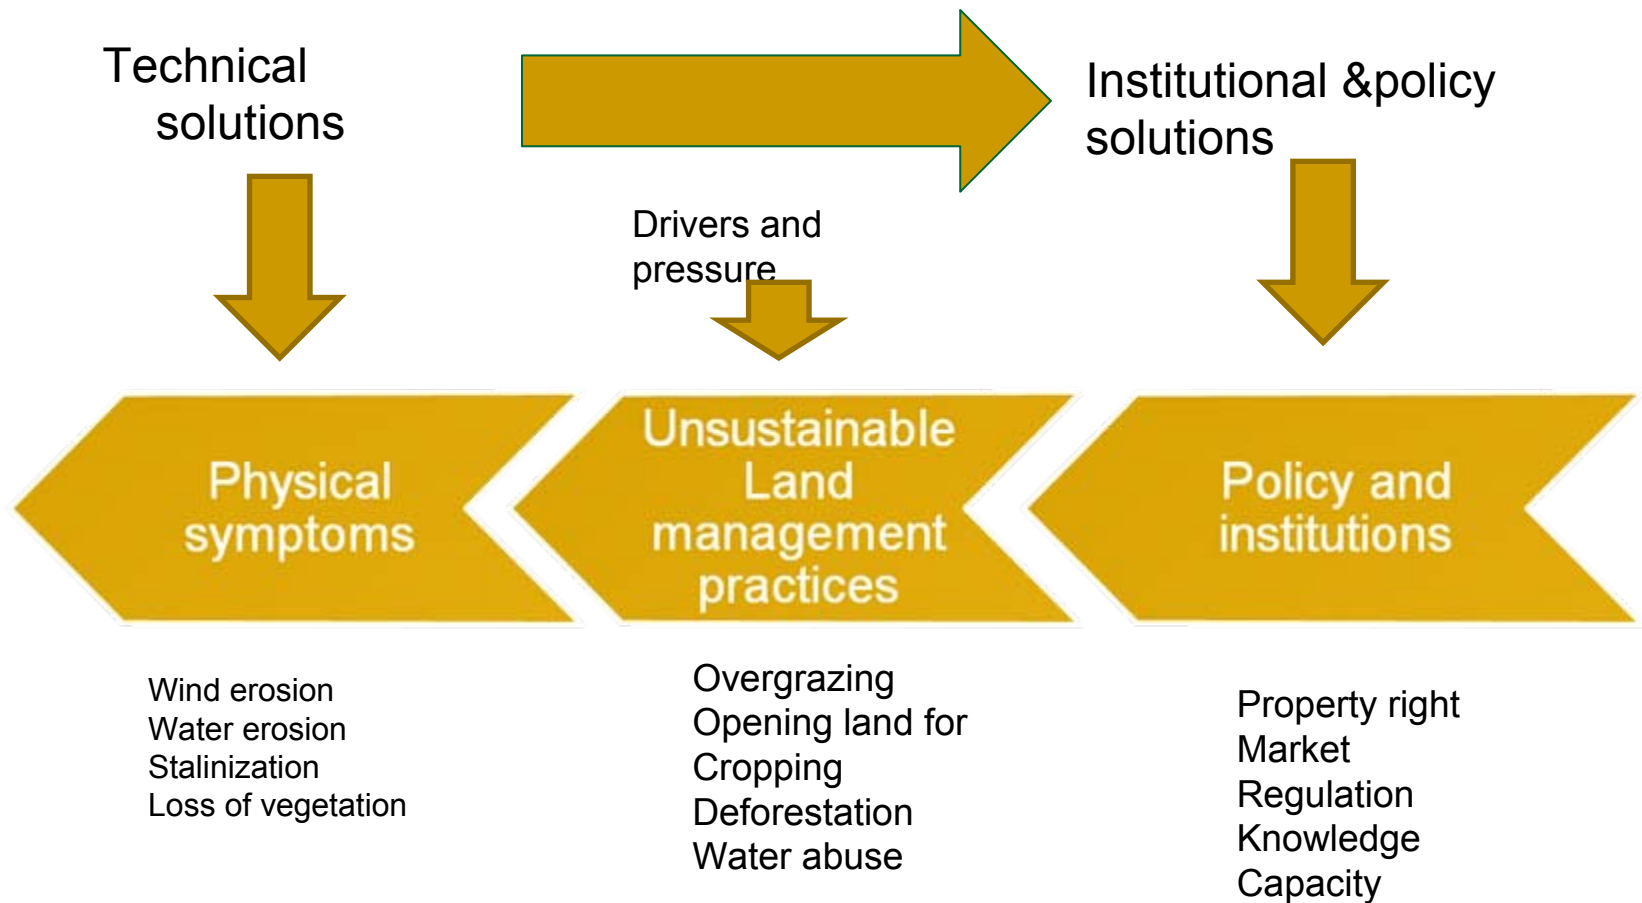 Technical
solutions
Institutional &policy
solutions
Drivers and
pressure
Physical
symptoms
Unsustainable
Land
management
practices
Policy and
institutions
Wind erosion
Water erosion
Stalinization
Loss of vegetation
Overgrazing
Opening land for
Cropping
Deforestation
Water abuse
Property right
Market
Regulation
Knowledge
Capacity